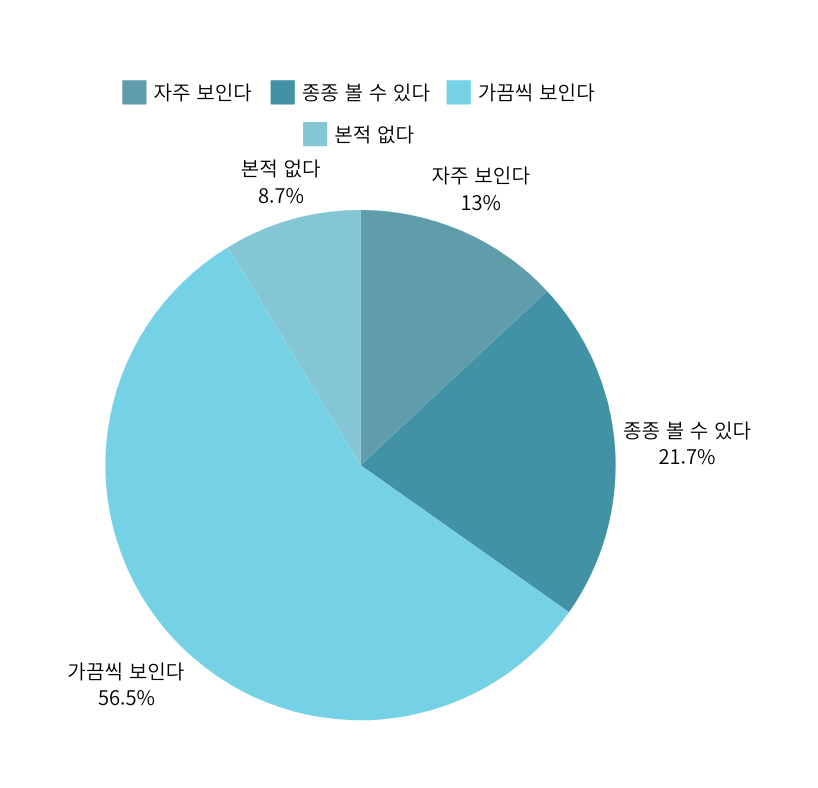 자주 보인다 종종 볼 수 있다 가끔씩 보인다
본적 없다
본적 없다
8.7%
자주 보인다
13%
종종 볼 수 있다
21.7%
가끔씩 보인다
56.5%